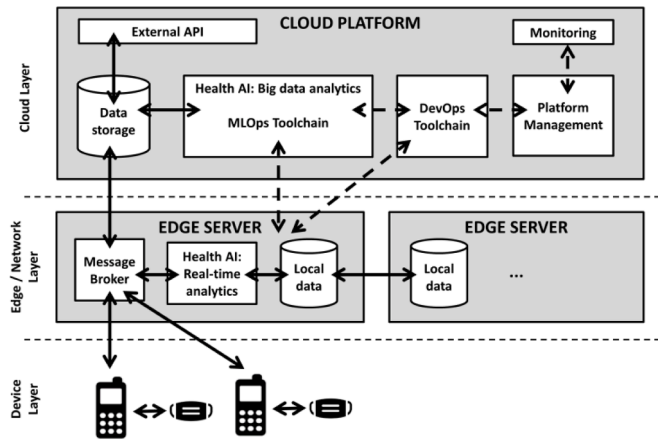 CLOUD PLATFORM
External API
Monitoring
Cloud Layer
Data
storage
Health AI: Big data analytics
MLOps Toolchain
DevOps
Toolchain
Platform
Management
Edge / Network
Layer
EDGE SERVER
EDGE SERVER
Message
Broker
Health AI:
Real-time
analytics
Local
data
Local
data
...
Device
Layer